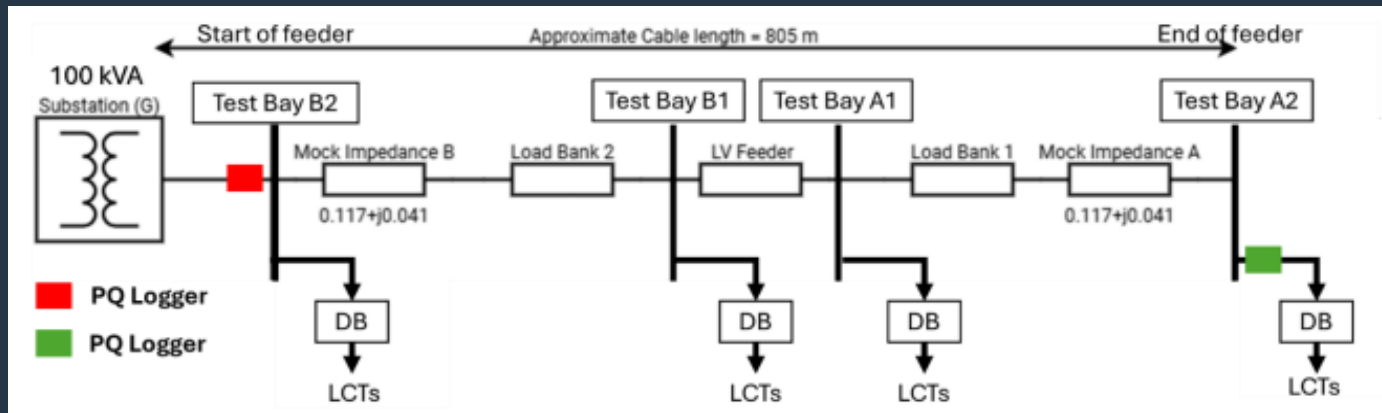 Start of feeder
Approximate Cable length = 805 m
End of feeder
100 kVA
Substation (G)
Test Bay B2
Test Bay B1
Test Bay A1
Test Bay A2
Mock Impedance B
Load Bank 2
LV Feeder
Load Bank 1
Mock Impedance A
0.117+j0.041
0.117+j0.041
PQ Logger
PQ Logger
DB
DB
DB
DB
LCTs
LCTs
LCTs
LCTs